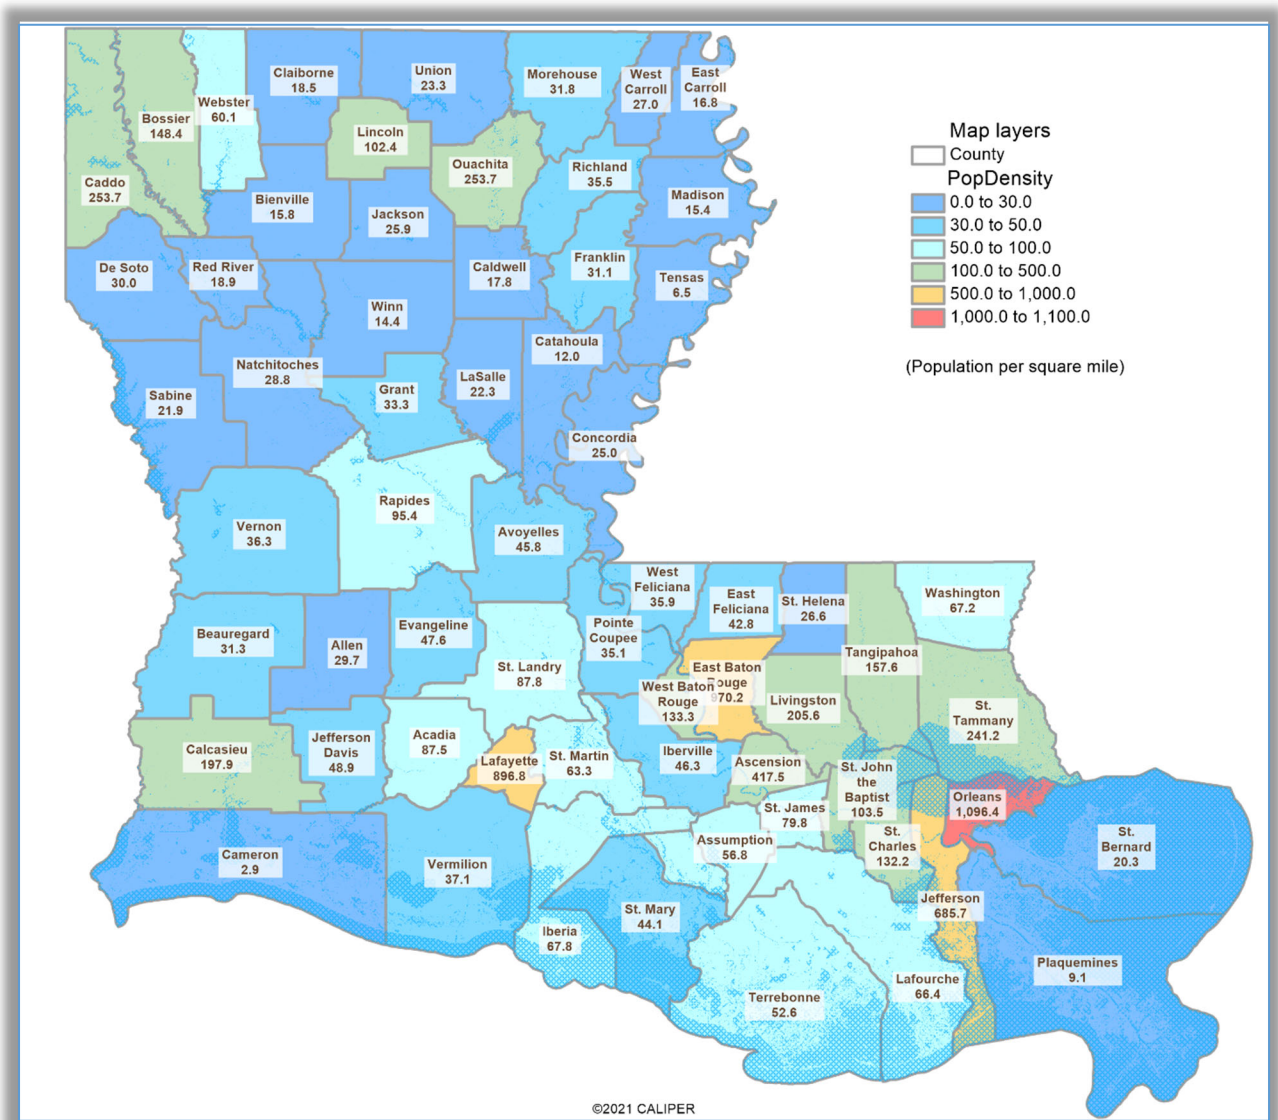 Claiborne
18.5
Union
23.3
Morehouse
31.8
West
Carroll
27.0
East
Carroll
16.8
Webster
60.1
Bossier
148.4
Lincoln
102.4
Ouachita
253.7
Richland
35.5
Caddo
253.7
Bienville
15.8
Jackson
25.9
Madison
15.4
De Soto
30.0
Red River
18.9
Caldwell
17.8
Franklin
31.1
Tensas
6.5
Winn
14.4
Catahoula
12.0
Natchitoches
28.8
Sabine
21.9
Grant
33.3
LaSalle
22.3
Concordia
25.0
Map layers
County
PopDensity
0.0 to 30.0
30.0 to 50.0
50.0 to 100.0
100.0 to 500.0
500.0 to 1,000.0
1,000.0 to 1,100.0
(Population per square mile)
Vernon
36.3
Rapides
95.4
Avoyelles
45.8
West
Feliciana
35.9
East
Feliciana
42.8
St. Helena
26.6
Washington
67.2
Beauregard
31.3
Allen
29.7
Evangeline
47.6
Pointe
Coupee
35.1
St. Landry
87.8
East Baton
Rouge
970.2
West Baton
Rouge
133.3
Livingston
205.6
Tangipahoa
157.6
St.
Tammany
241.2
Calcasieu
197.9
Jefferson
Davis
48.9
Acadia
87.5
Lafayette
896.8
St. Martin
63.3
Iberville
46.3
Ascension
417.5
St. John
the
Baptist
103.5
Orleans
1,096.4
St. James
79.8
St.
Charles
132.2
St.
Bernard
20.3
Cameron
2.9
Vermilion
37.1
Assumption
56.8
Iberia
67.8
St. Mary
44.1
Jefferson
685.7
Terrebonne
52.6
Lafourche
66.4
Plaquemines
9.1
©2021 CALIPER